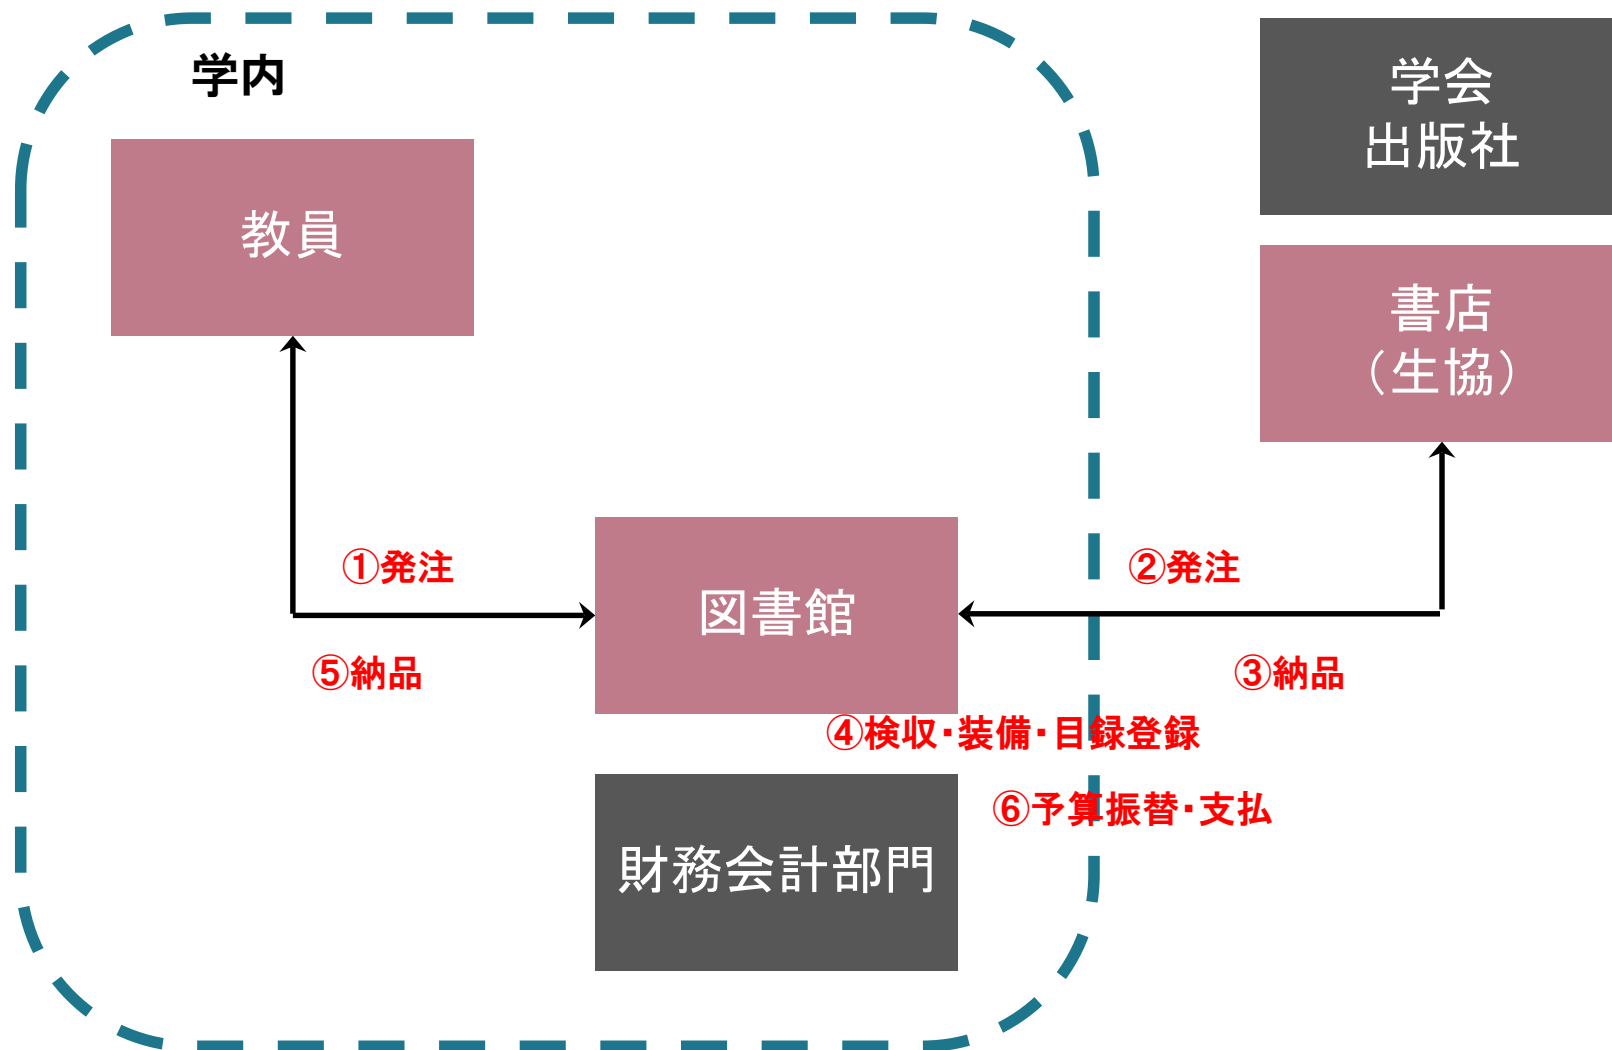 学内
学会
出版社
教員
書店
（生協）
①発注
②発注
図書館
⑤納品
③納品
④検収・装備・目録登録
⑥予算振替・支払
財務会計部門